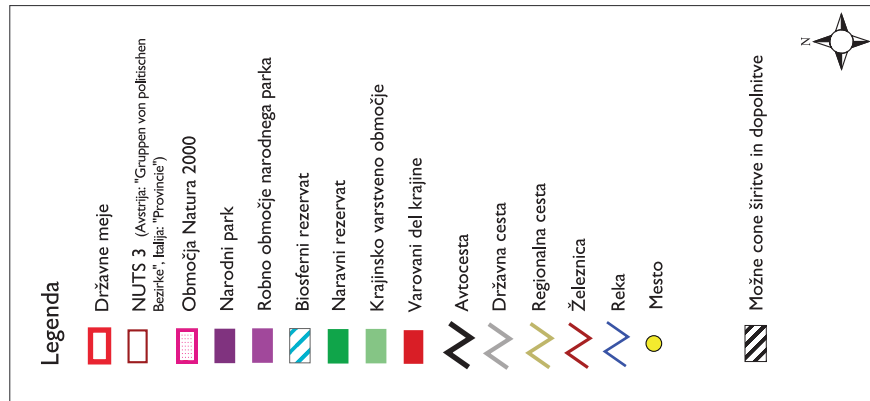 Legenda
Državne meje
NUTS 3 (Avstrija: "Gruppen von politischen
Bezirke", Italija: "Provincie")
Območja Natura 2000
Narodni park
Robno območje narodnega parka
Biosferni rezervat
Naravni rezervat
Krajinsko varstveno območje
Varovani del krajine
Avtocesta
Državna cesta
Regionalna cesta
Železnica
Reka
Mesto
Možne cone širitve in dopolnitve
N